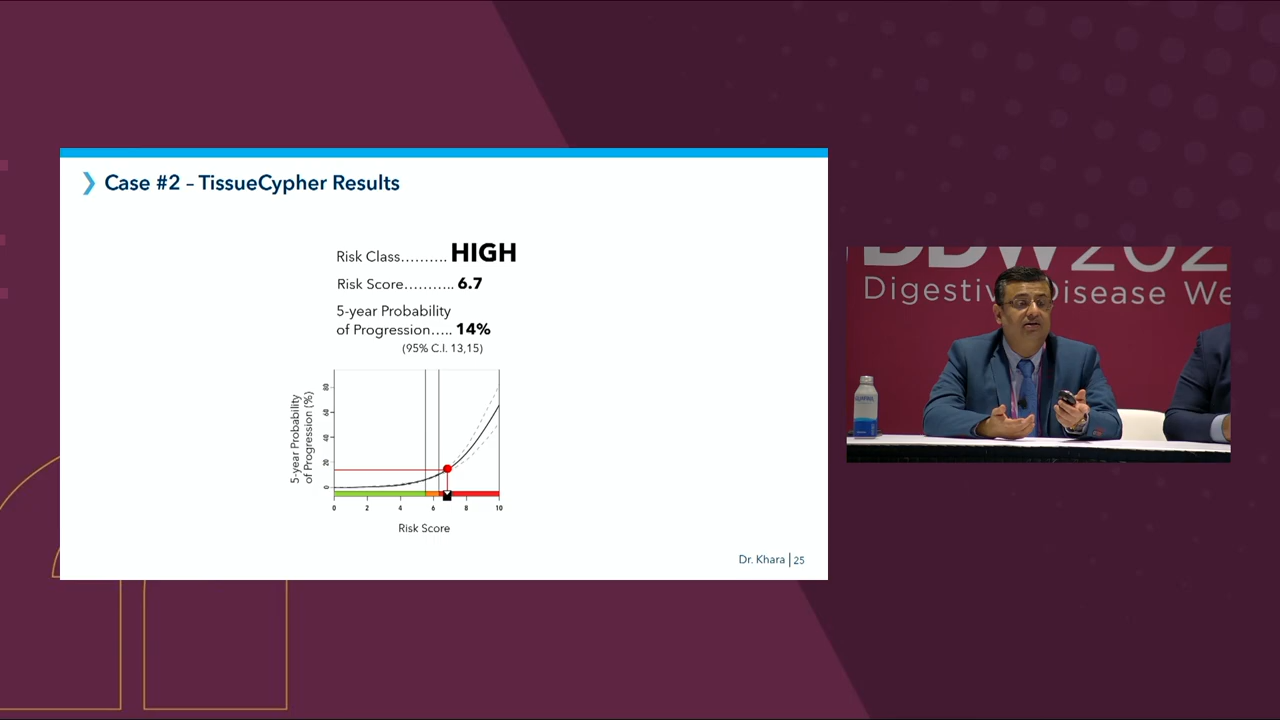 Case #2 – TissueCypher Results
Risk Class.......... HIGH
Risk Score........... 6.7
5-year Probability
of Progression..... 14%
(95% C.I. 13,15)
5-year Probability
of Progression (%)
0 20 40 60 80
0 2 4 6 8 10
Risk Score
Dr. Khara | 25
DDW202
Digestiv Disease We